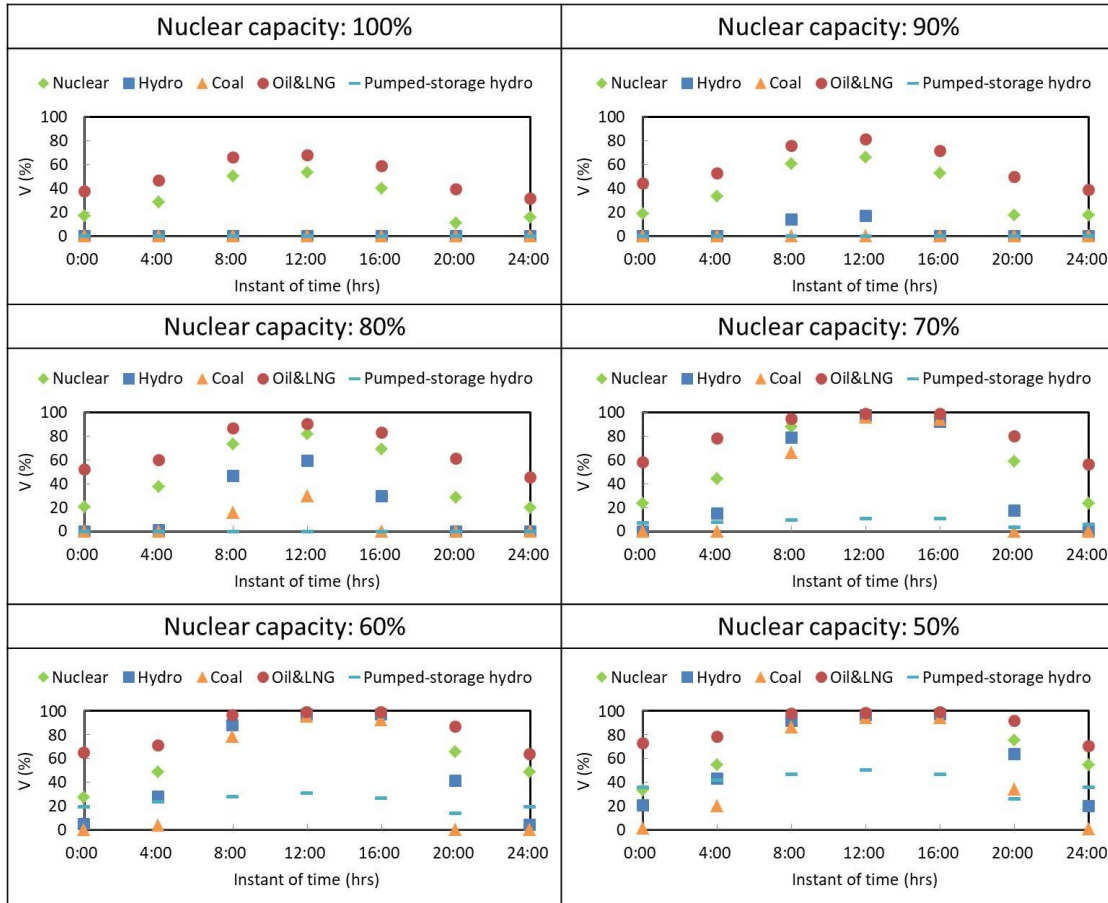 Nuclear capacity: 100%
Nuclear Hydro Coal Oil&LNG Pumped-storage hydro
100
80
60
40
20
0
V (%)
0:00 4:00 8:00 12:00 16:00 20:00 24:00
Instant of time (hrs)
Nuclear capacity: 90%
Nuclear Hydro Coal Oil&LNG Pumped-storage hydro
100
80
60
40
20
0
V (%)
0:00 4:00 8:00 12:00 16:00 20:00 24:00
Instant of time (hrs)
Nuclear capacity: 80%
Nuclear Hydro Coal Oil&LNG Pumped-storage hydro
100
80
60
40
20
0
V (%)
0:00 4:00 8:00 12:00 16:00 20:00 24:00
Instant of time (hrs)
Nuclear capacity: 70%
Nuclear Hydro Coal Oil&LNG Pumped-storage hydro
100
80
60
40
20
0
V (%)
0:00 4:00 8:00 12:00 16:00 20:00 24:00
Instant of time (hrs)
Nuclear capacity: 60%
Nuclear Hydro Coal Oil&LNG Pumped-storage hydro
100
80
60
40
20
0
V (%)
0:00 4:00 8:00 12:00 16:00 20:00 24:00
Instant of time (hrs)
Nuclear capacity: 50%
Nuclear Hydro Coal Oil&LNG Pumped-storage hydro
100
80
60
40
20
0
V (%)
0:00 4:00 8:00 12:00 16:00 20:00 24:00
Instant of time (hrs)